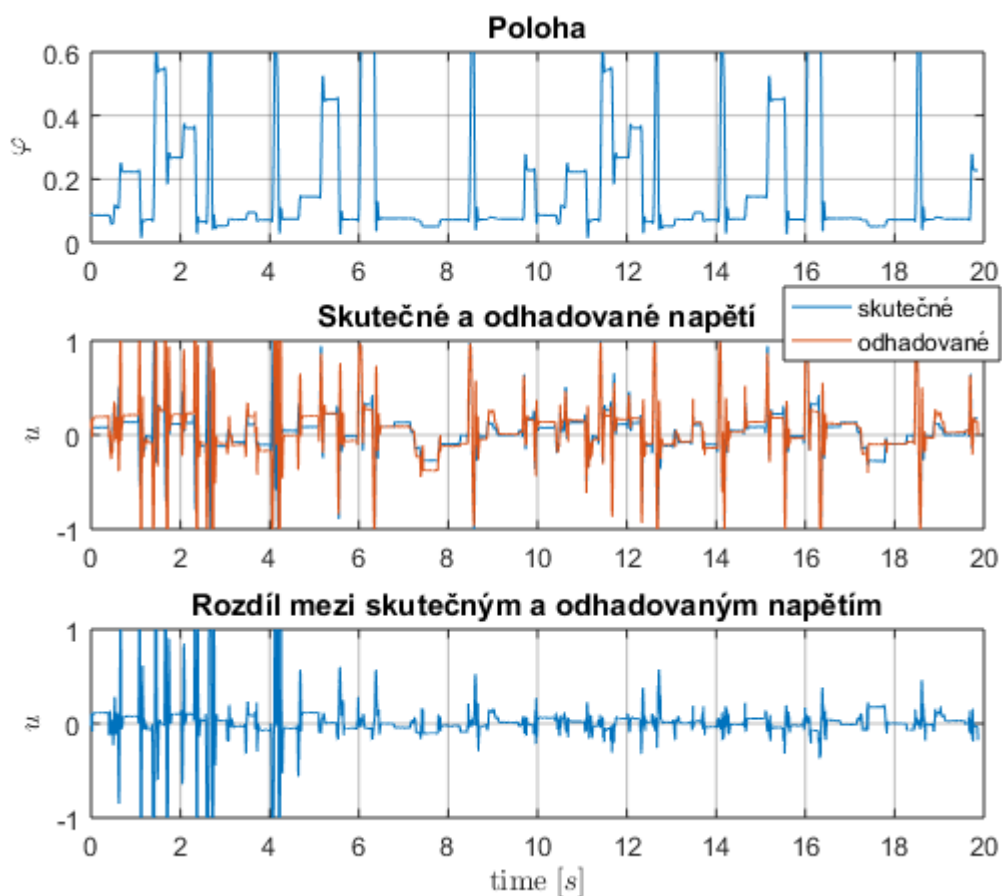 Poloha
0.6
0.4
0.2
0
φ
0 2 4 6 8 10 12 14 16 18 20
Skutečné a odhadované napětí
skutečné
odhadované
1
0
-1
u
0 2 4 6 8 10 12 14 16 18 20
Rozdíl mezi skutečným a odhadovaným napětím
1
0
-1
u
0 2 4 6 8 10 12 14 16 18 20
time [s]